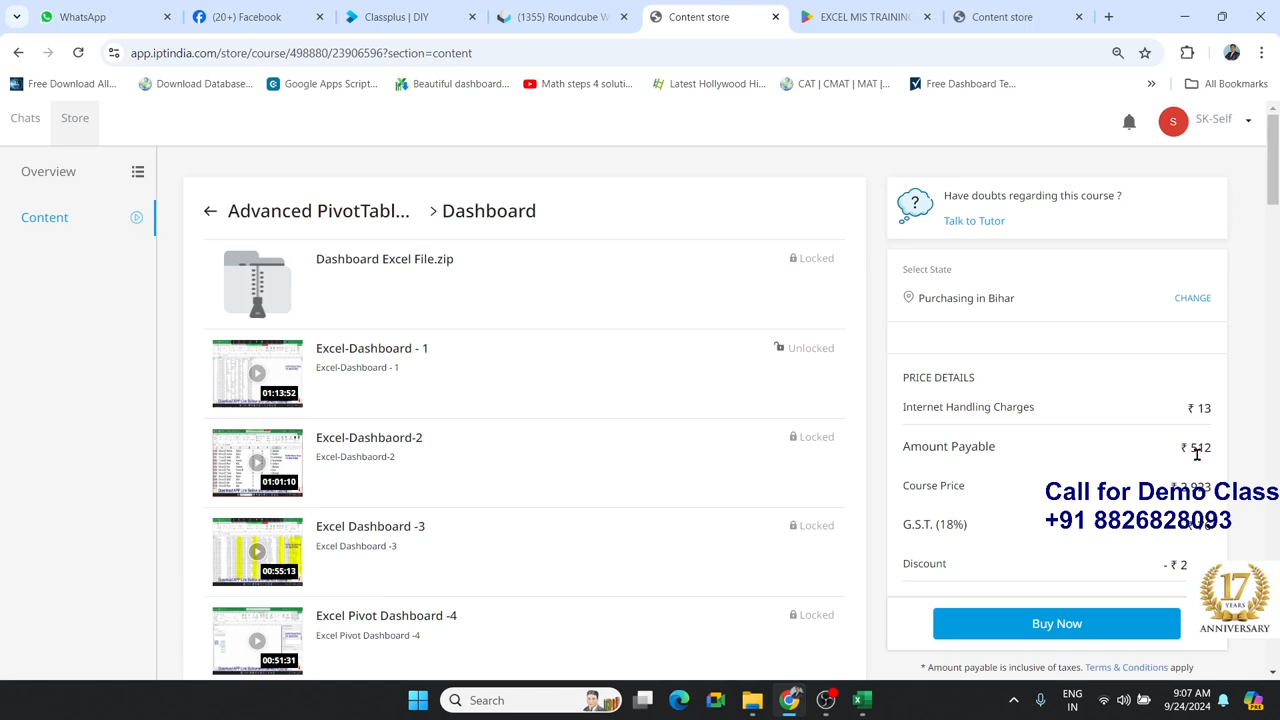 WhatsApp
(20+) Facebook
Classplus | DIY
(1355) Roundcube W
Content store
EXCEL MIS TRAINING
Content store
app.iptindia.com/store/course/498880/23906596?section=content
Free Download All...
Download Database...
Google Apps Script...
Beautiful dashboard...
Math steps 4 soluti...
Latest Hollywood Hi...
CAT | CMAT | MAT |...
Free Dashboard Te...
All Bookmarks
Chats
Store
S
SK-Self
Overview
Content
Advanced PivotTabl... > Dashboard
Dashboard Excel File.zip
Locked
Excel-Dashboard - 1
Excel-Dashboard - 1
Unlocked
01:13:52
Excel-Dashbaord-2
Excel-Dashbaord-2
Locked
01:01:10
Excel Dashboard -3
Excel Dashboard -3
Locked
00:55:13
Excel Pivot Dashboard -4
Excel Pivot Dashboard -4
Locked
00:51:31
Have doubts regarding this course ?
Talk to Tutor
Select State
Purchasing in Bihar
CHANGE
PRICE DETAILS
Internet Handling Charges
₹ 13
Amount Payable
₹ 512
Course Price
₹ 2,933
Call for Demo Class
+91 8826828093
G.S.T. (18%)
Discount
- ₹ 2
17
YEARS
ANNIVERSARY
Buy Now
*Amount payable is inclusive of taxes. Terms & Conditions apply
Search
ENG
IN
9:07 AM
9/24/2024